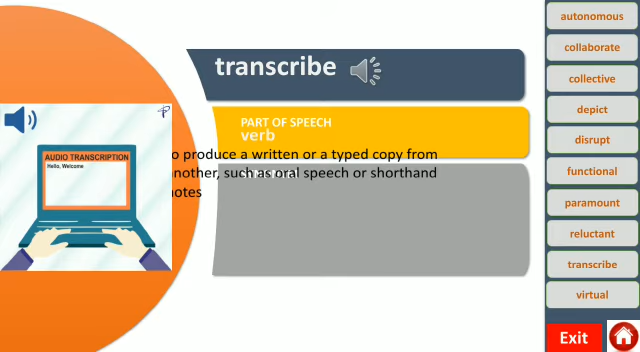 transcribe
PART OF SPEECH
verb
o produce a written or a typed copy from
nother, such as oral speech or shorthand
notes
AUDIO TRANSCRIPTION
Hello, Welcome
autonomous
collaborate
collective
depict
disrupt
functional
paramount
reluctant
transcribe
virtual
Exit